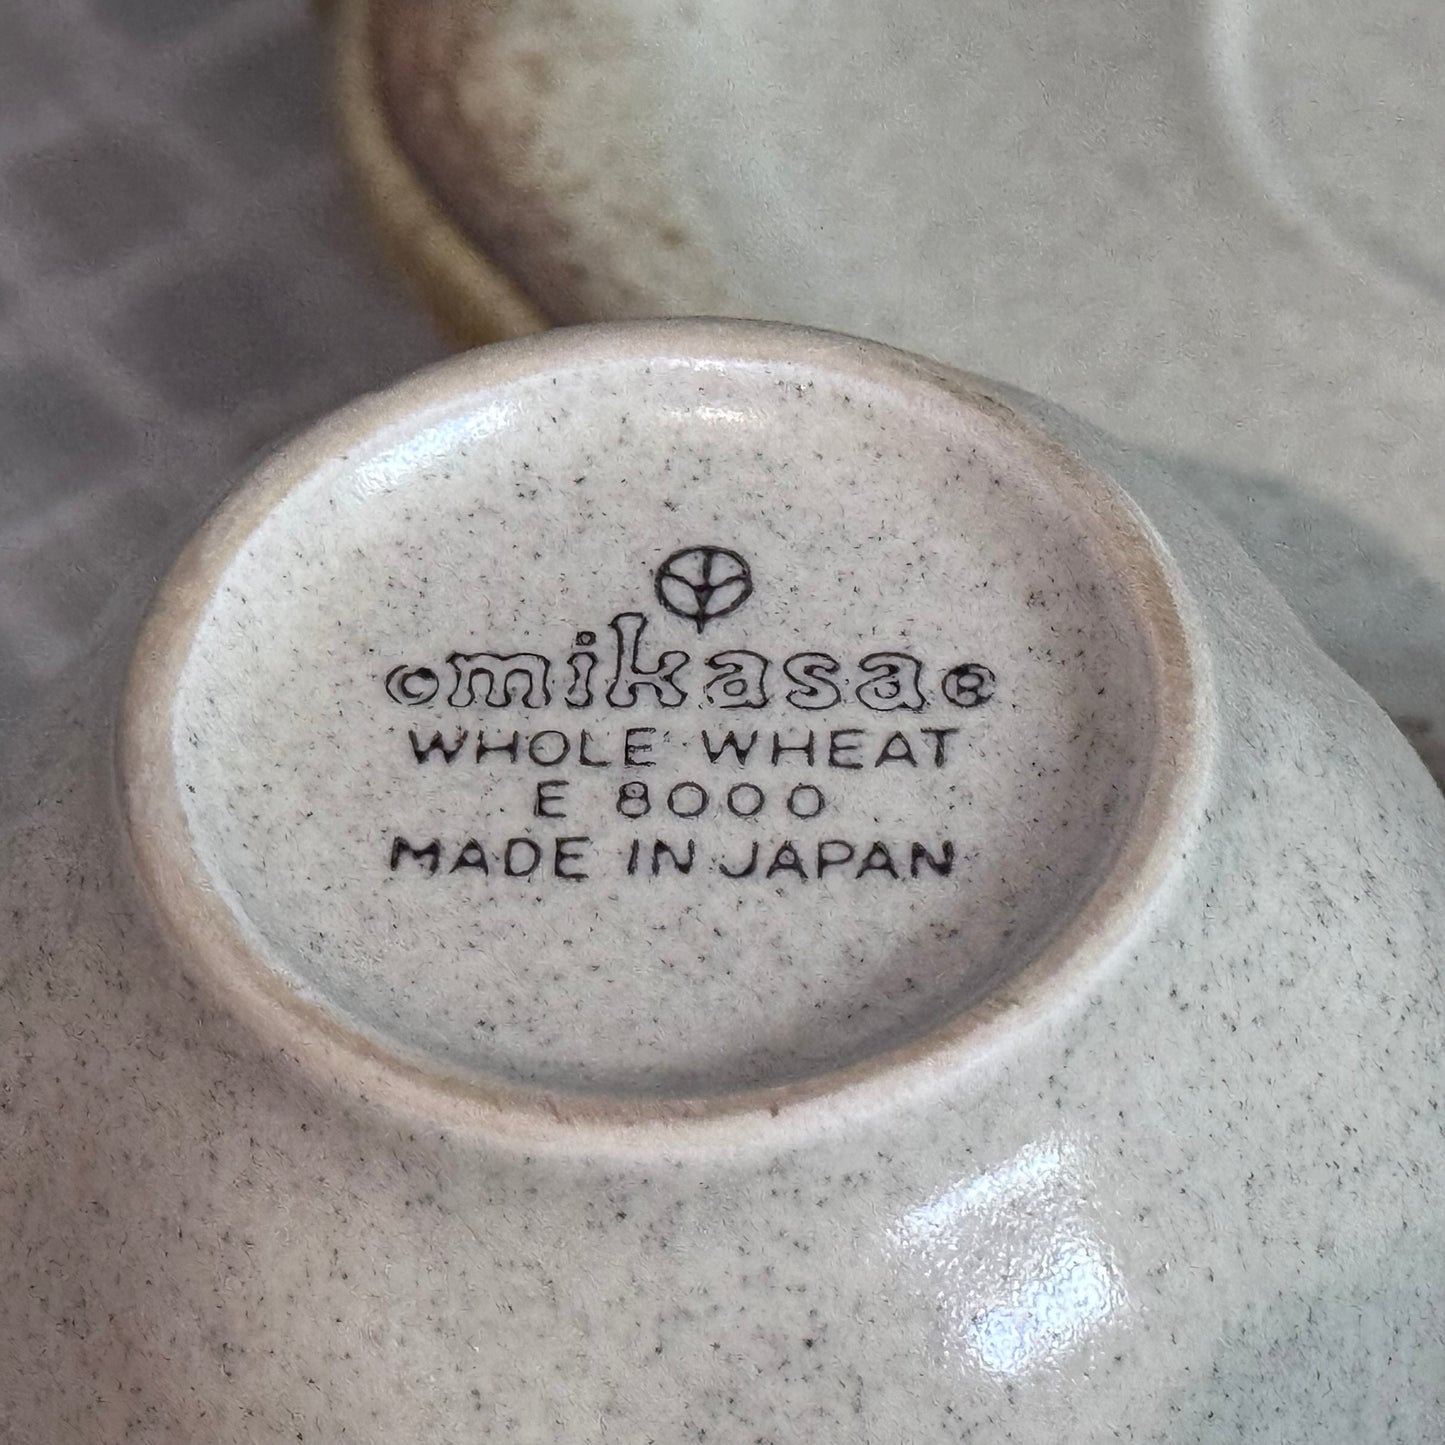 ©mikasa®
WHOLE WHEAT
E 8000
MADE IN JAPAN